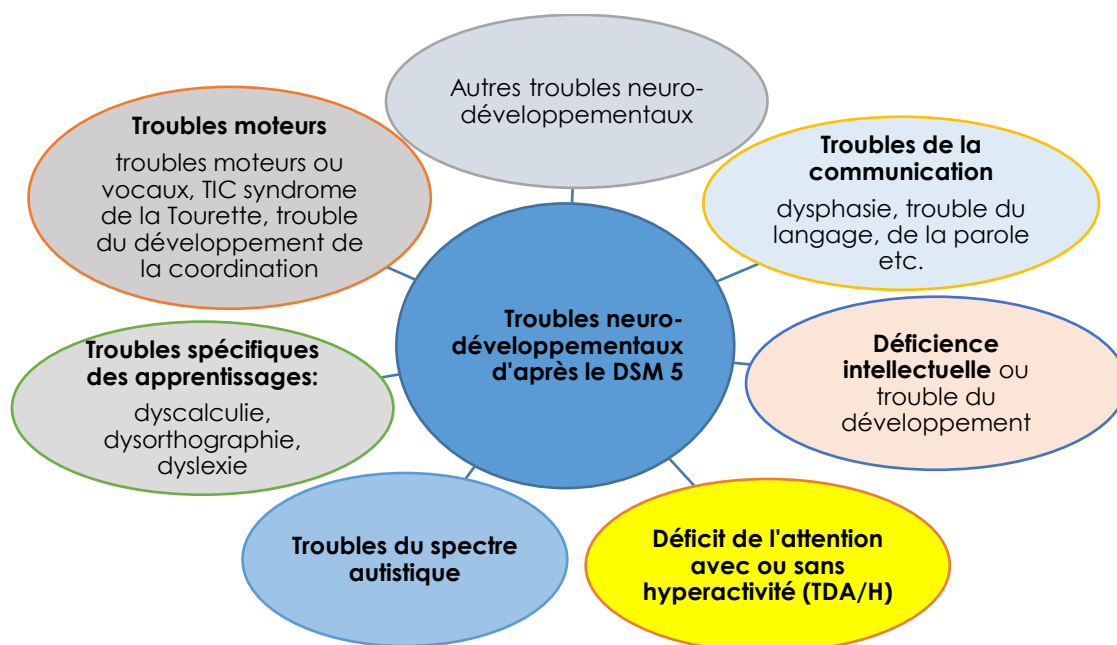 Autres troubles neuro-
développementaux
Troubles moteurs
troubles moteurs ou
vocaux, TIC syndrome
de la Tourette, trouble
du développement de
la coordination
Troubles de la
communication
dysphasie, trouble du
langage, de la parole
etc.
Troubles neuro-
développementaux
d'après le DSM 5
Troubles spécifiques
des apprentissages:
dyscalculie,
dysorthographie,
dyslexie
Déficience
intellectuelle ou
trouble du
développement
Troubles du spectre
autistique
Déficit de l'attention
avec ou sans
hyperactivité (TDA/H)